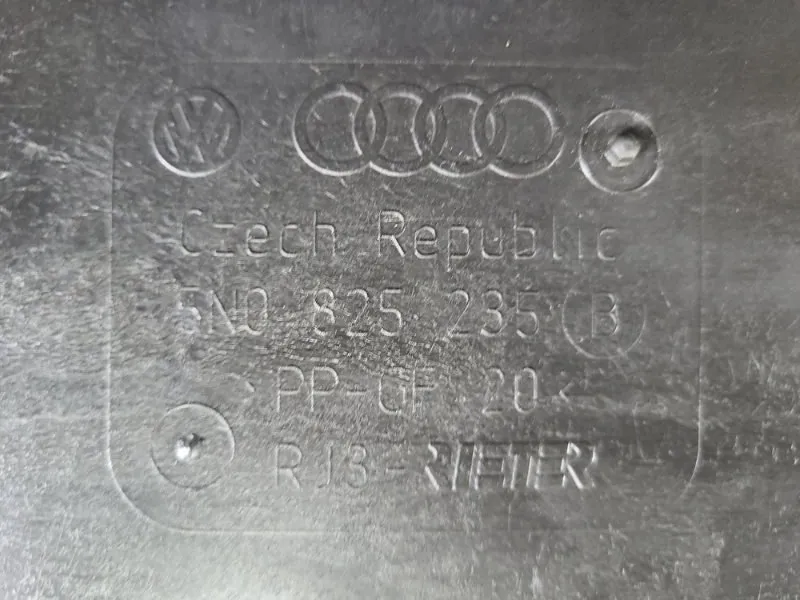 Czech Republic
5N0 825 235 B
>PP-GF 20<
RJ3-RIETER